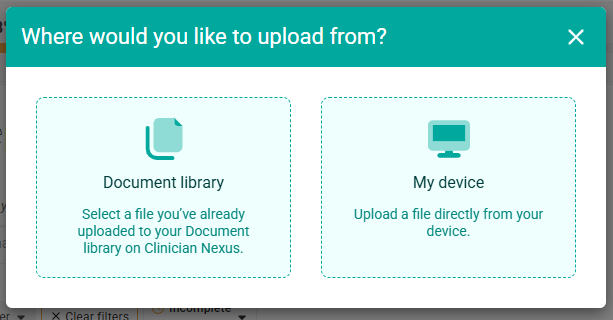 Where would you like to upload from?
Document library
Select a file you've already
uploaded to your Document
library on Clinician Nexus.
My device
Upload a file directly from your
device.
Clear filters
Incomplete